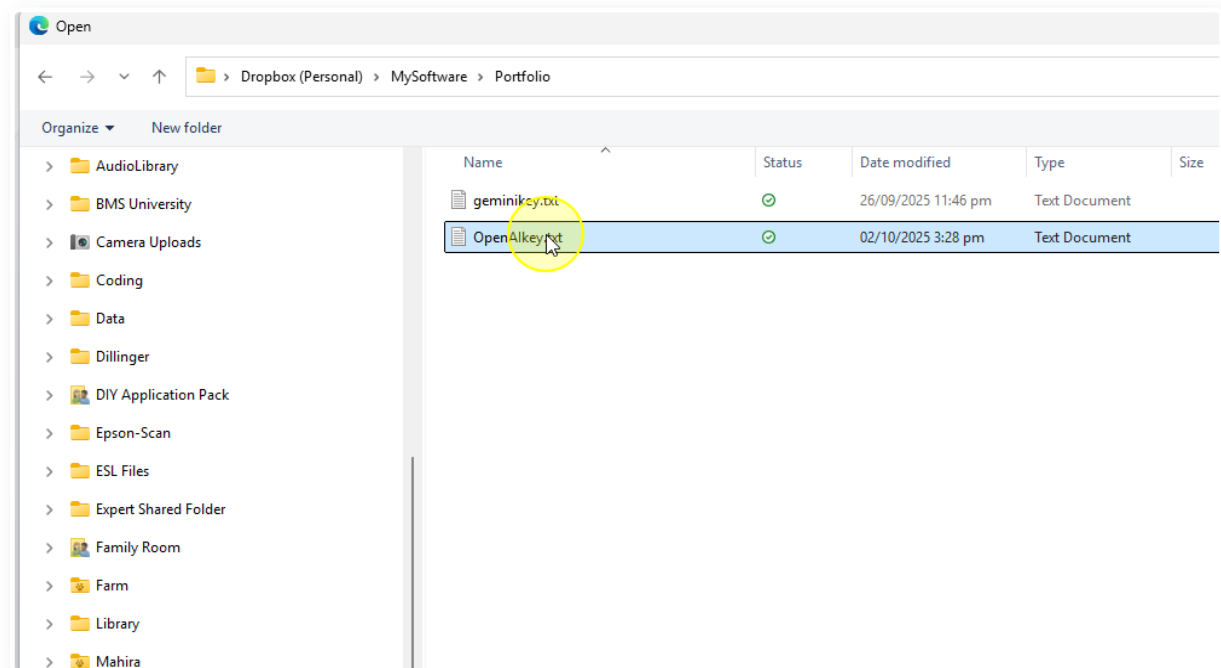 Open
Dropbox (Personal) > MySoftware > Portfolio
Organize New folder
Name Status Date modified Type Size
geminikey.txt 26/09/2025 11:46 pm Text Document
OpenAIkey.txt 02/10/2025 3:28 pm Text Document
AudioLibrary
BMS University
Camera Uploads
Coding
Data
Dillinger
DIY Application Pack
Epson-Scan
ESL Files
Expert Shared Folder
Family Room
Farm
Library
Mahira